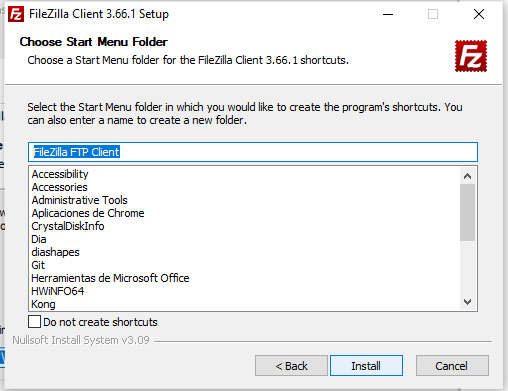 FileZilla Client 3.66.1 Setup
Choose Start Menu Folder
Choose a Start Menu folder for the FileZilla Client 3.66.1 shortcuts.
Fz
Select the Start Menu folder in which you would like to create the program's shortcuts. You
can also enter a name to create a new folder.
FileZilla FTP Client
Accessibility
Accessories
Administrative Tools
Aplicaciones de Chrome
CrystalDiskInfo
Dia
diashapes
Git
Herramientas de Microsoft Office
HWiNFO64
Kong
Do not create shortcuts
Nullsoft Install System v3.09
< Back
Install
Cancel